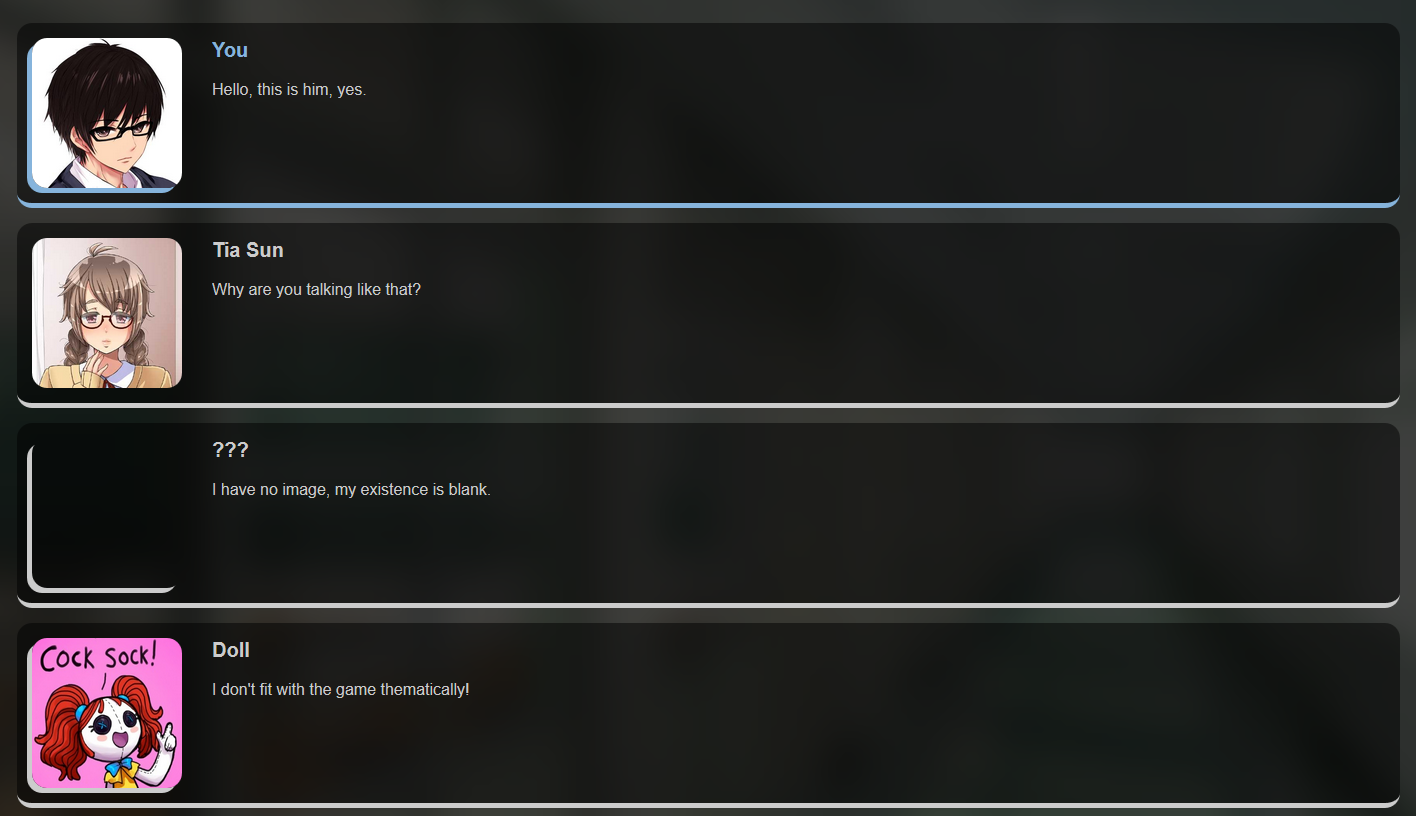 You
Hello, this is him, yes.
Tia Sun
Why are you talking like that?
???
I have no image, my existence is blank.
Doll
Cock Sock!
I don't fit with the game thematically!